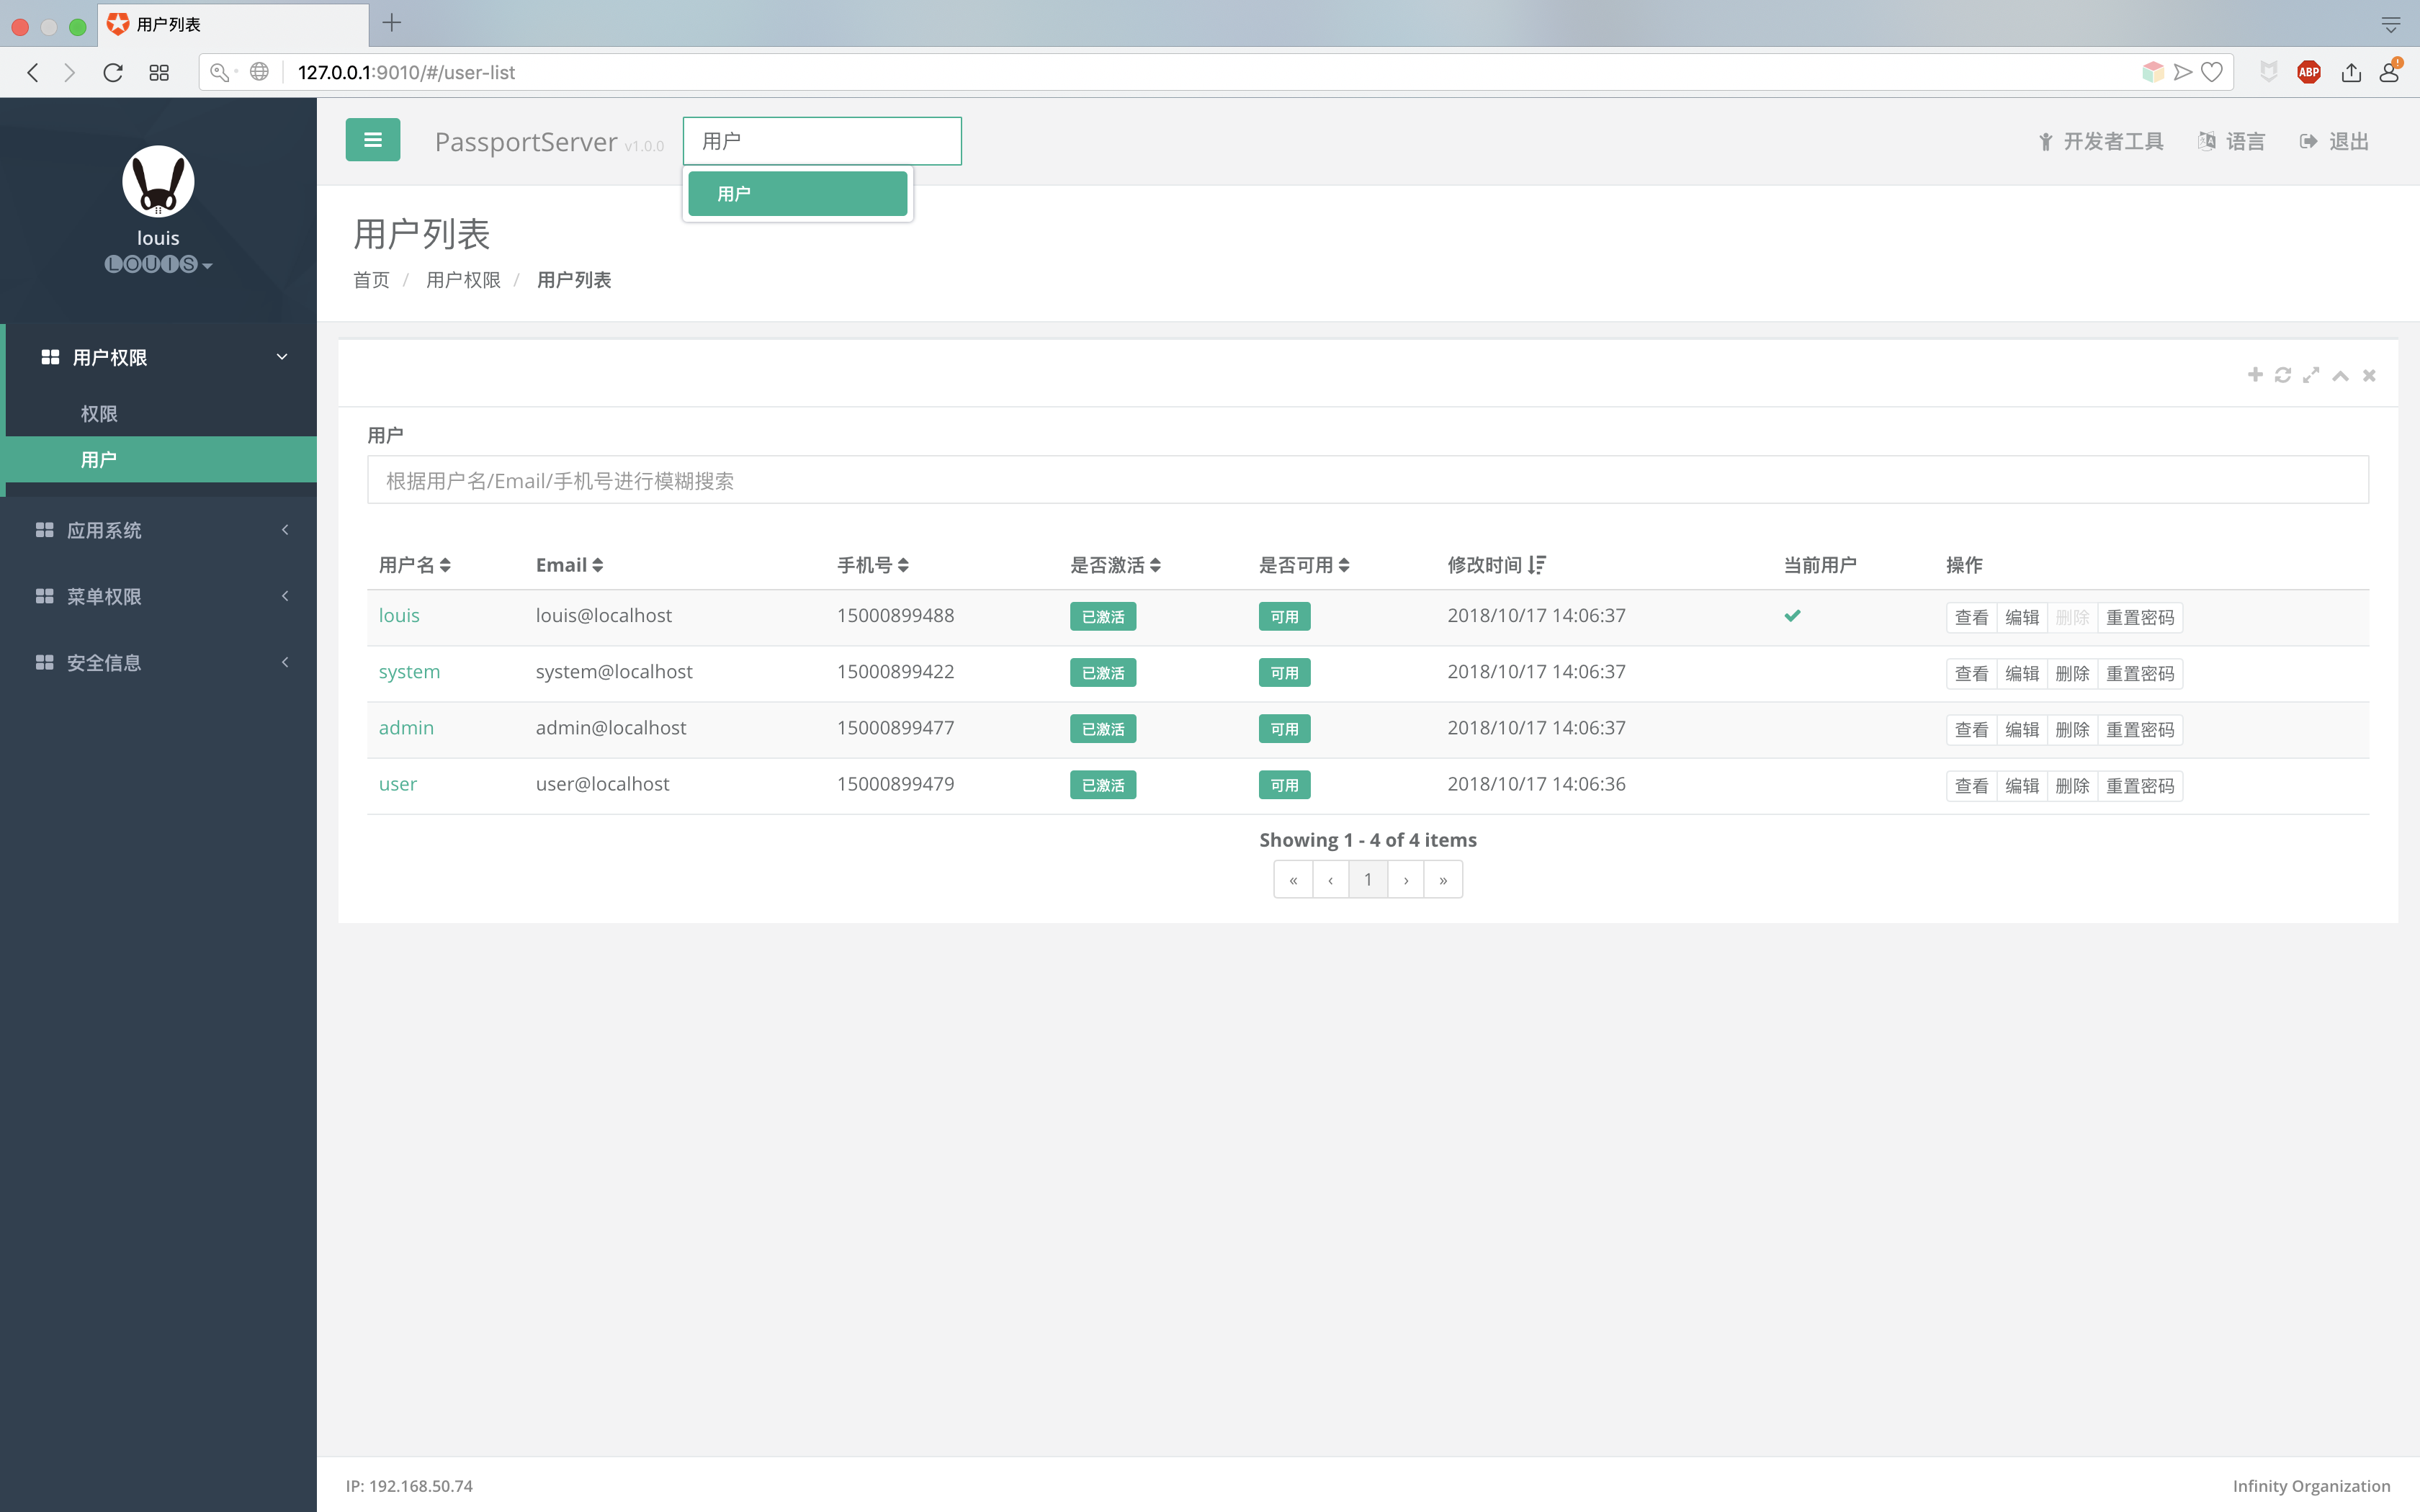 用户列表
127.0.0.1:9010/#/user-list
ABP
PassportServer v1.0.0
用户
用户
开发者工具
语言
退出
louis
LOUIS
用户列表
首页 / 用户权限 / 用户列表
用户权限
权限
用户
应用系统
菜单权限
安全信息
用户
根据用户名/Email/手机号进行模糊搜索
用户名 Email 手机号 是否激活 是否可用 修改时间 当前用户 操作
louis louis@localhost 15000899488 已激活 可用 2018/10/17 14:06:37 查看 编辑 删除 重置密码
system system@localhost 15000899422 已激活 可用 2018/10/17 14:06:37 查看 编辑 删除 重置密码
admin admin@localhost 15000899477 已激活 可用 2018/10/17 14:06:37 查看 编辑 删除 重置密码
user user@localhost 15000899479 已激活 可用 2018/10/17 14:06:36 查看 编辑 删除 重置密码
Showing 1 - 4 of 4 items
« ‹ 1 › »
IP: 192.168.50.74
Infinity Organization